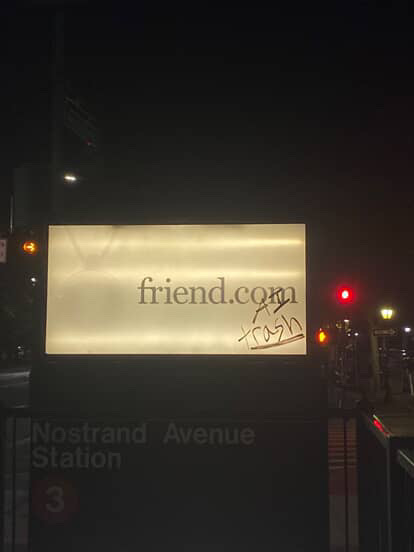 friend.com
AI
trash
Nostrand Avenue
Station
3